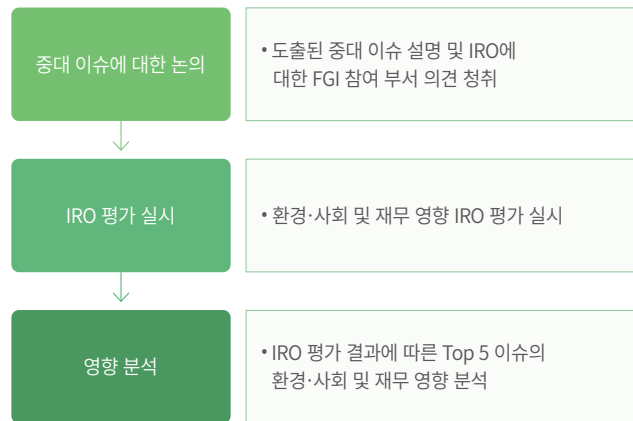 중대 이슈에 대한 논의
• 도출된 중대 이슈 설명 및 IRO에
대한 FGI 참여 부서 의견 청취
IRO 평가 실시
• 환경·사회 및 재무 영향 IRO 평가 실시
영향 분석
• IRO 평가 결과에 따른 Top 5 이슈의
환경·사회 및 재무 영향 분석